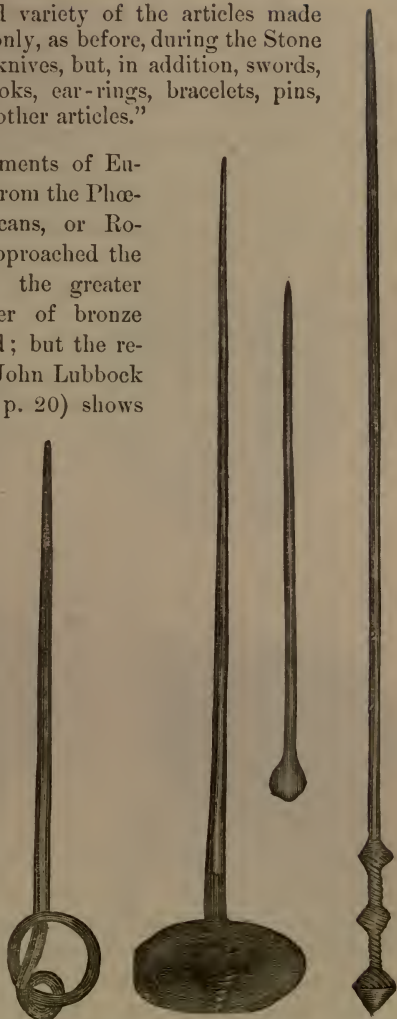 d variety of the articles made
only, as before, during the Stone
knives, but, in addition, swords,
oks, ear-rings, bracelets, pins,
other articles.”
ments of Eu-
from the Phœ-
cans, or Ro-
pproached the
the greater
er of bronze
d; but the re-
John Lubbock
p. 20) shows